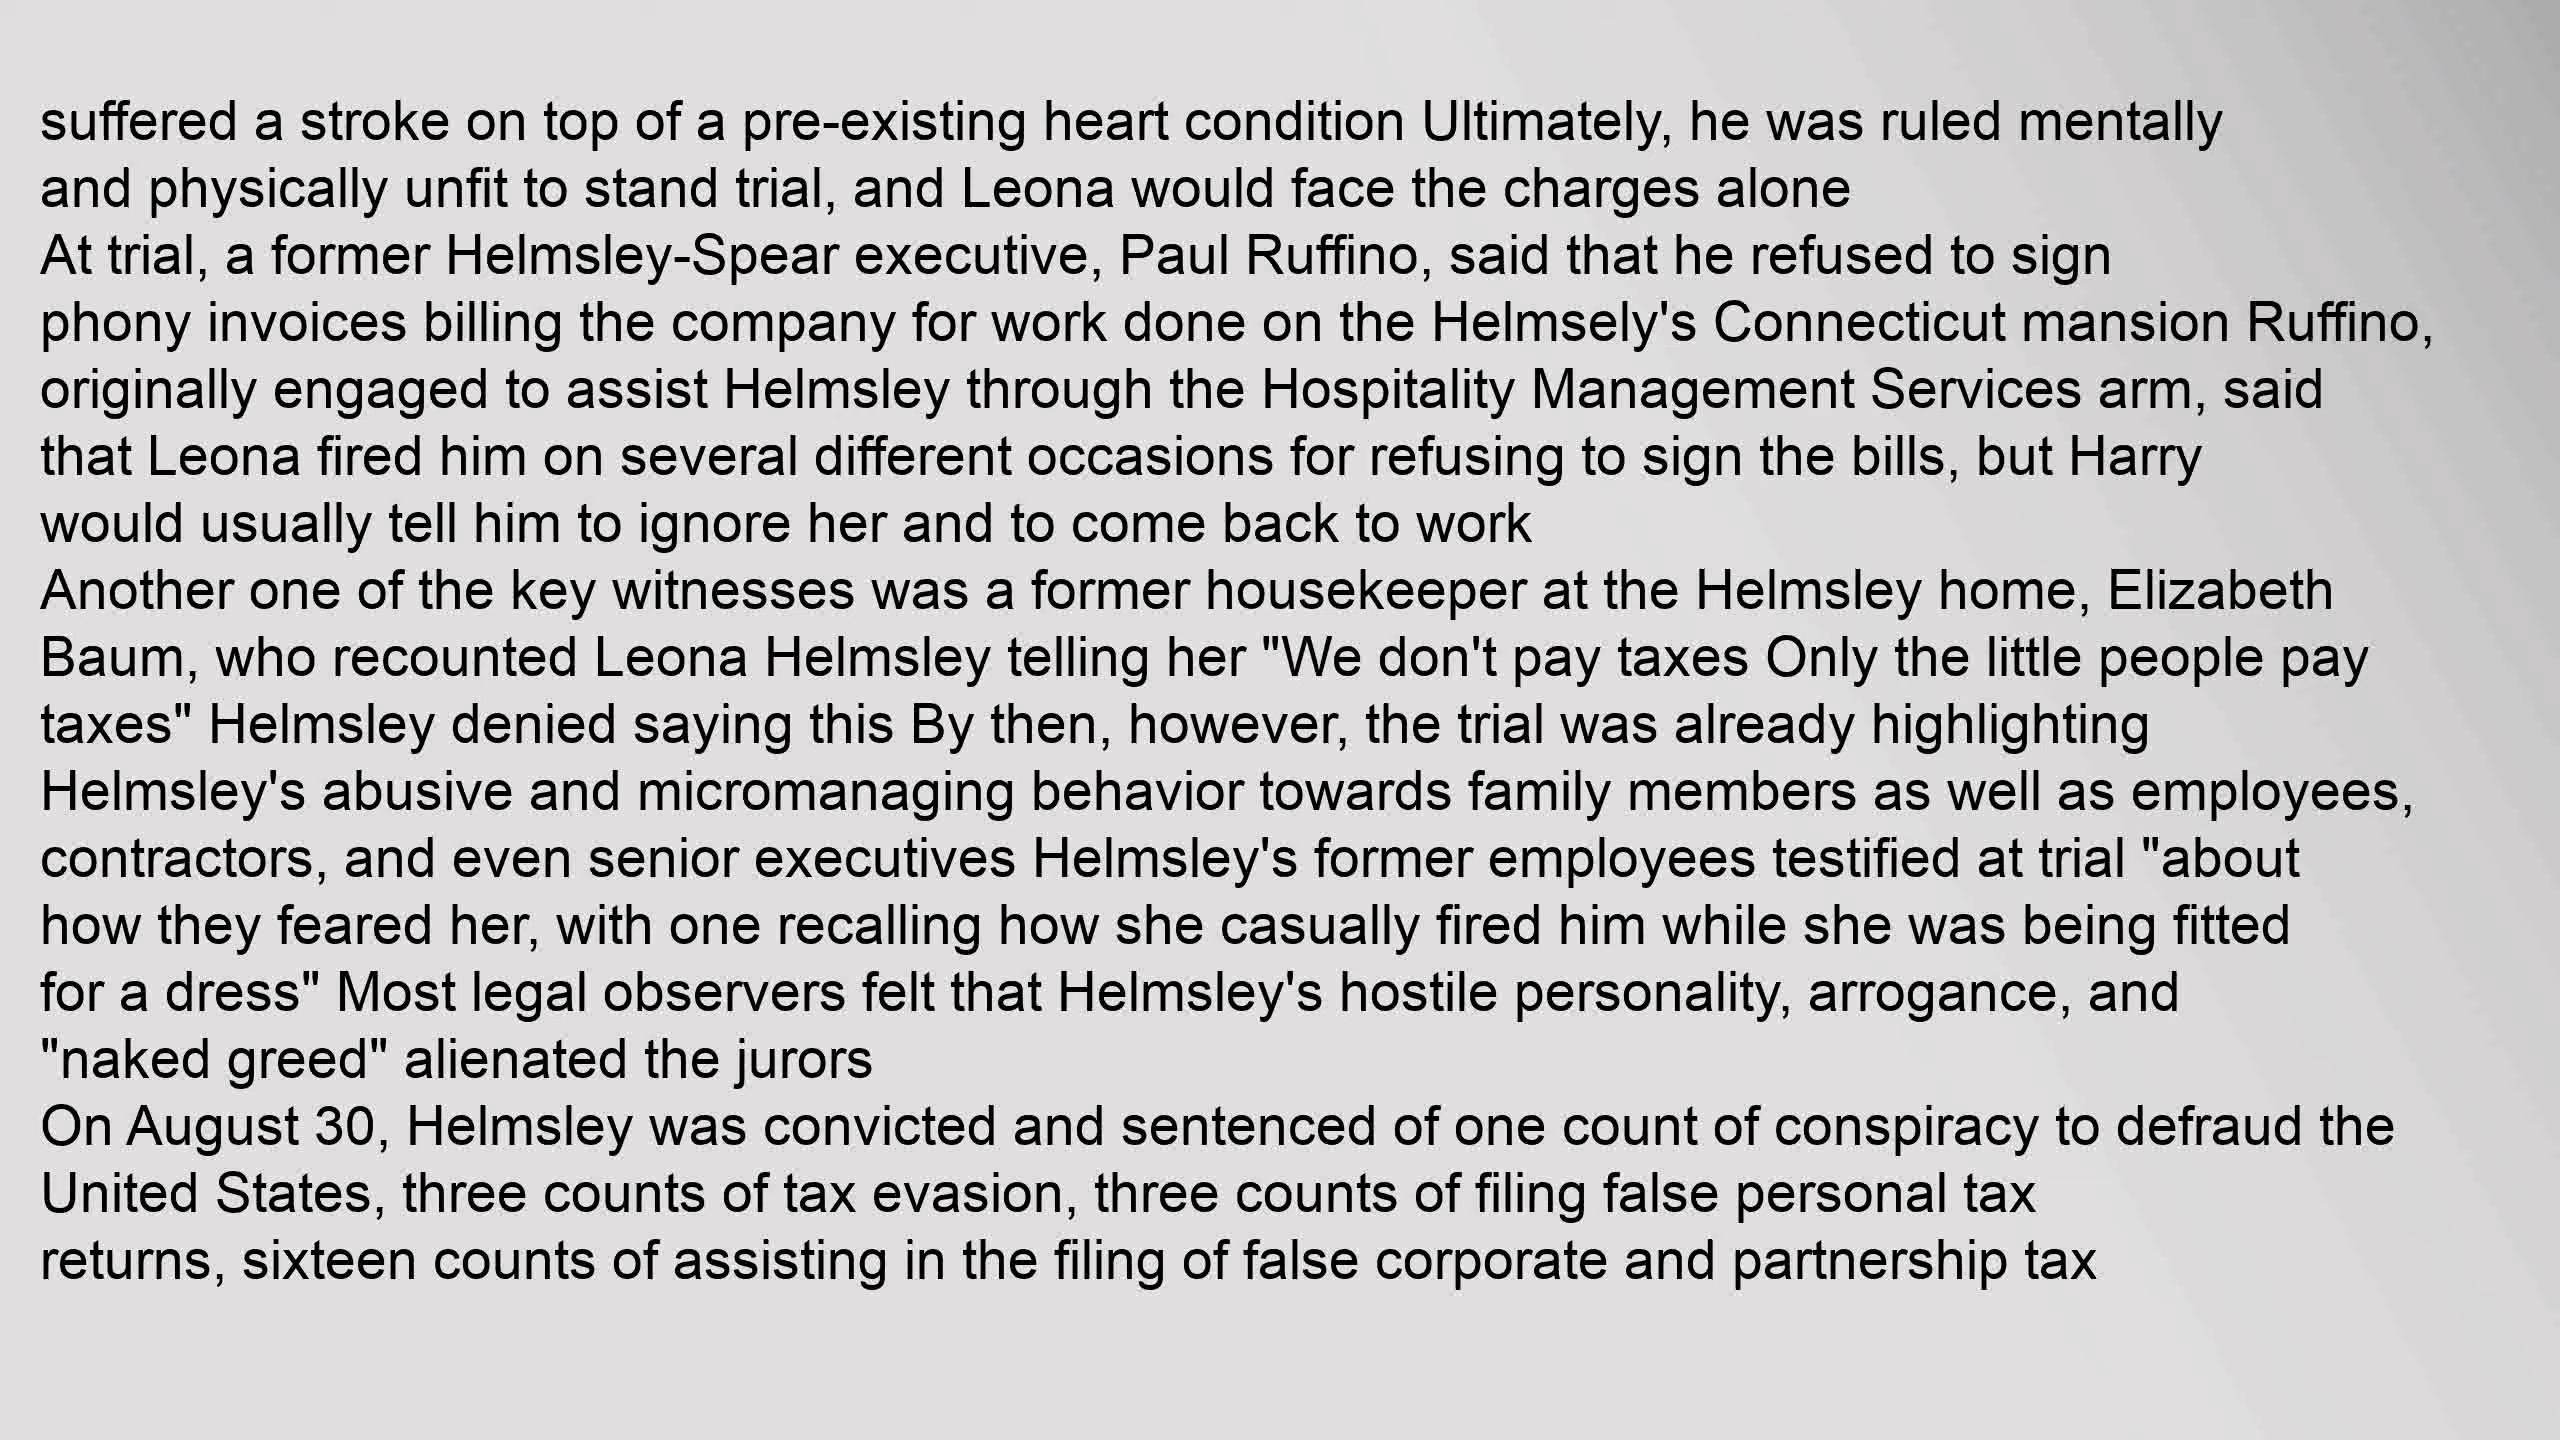 suffered a stroke on top of a pre-existing heart condition Ultimately, he was ruled mentally
and physically unfit to stand trial, and Leona would face the charges alone
At trial, a former Helmsley-Spear executive, Paul Ruffino, said that he refused to sign
phony invoices billing the company for work done on the Helmsely's Connecticut mansion Ruffino,
originally engaged to assist Helmsley through the Hospitality Management Services arm, said
that Leona fired him on several different occasions for refusing to sign the bills, but Harry
would usually tell him to ignore her and to come back to work
Another one of the key witnesses was a former housekeeper at the Helmsley home, Elizabeth
Baum, who recounted Leona Helmsley telling her "We don't pay taxes Only the little people pay
taxes" Helmsley denied saying this By then, however, the trial was already highlighting
Helmsley's abusive and micromanaging behavior towards family members as well as employees,
contractors, and even senior executives Helmsley's former employees testified at trial "about
how they feared her, with one recalling how she casually fired him while she was being fitted
for a dress" Most legal observers felt that Helmsley's hostile personality, arrogance, and
"naked greed" alienated the jurors
On August 30, Helmsley was convicted and sentenced of one count of conspiracy to defraud the
United States, three counts of tax evasion, three counts of filing false personal tax
returns, sixteen counts of assisting in the filing of false corporate and partnership tax